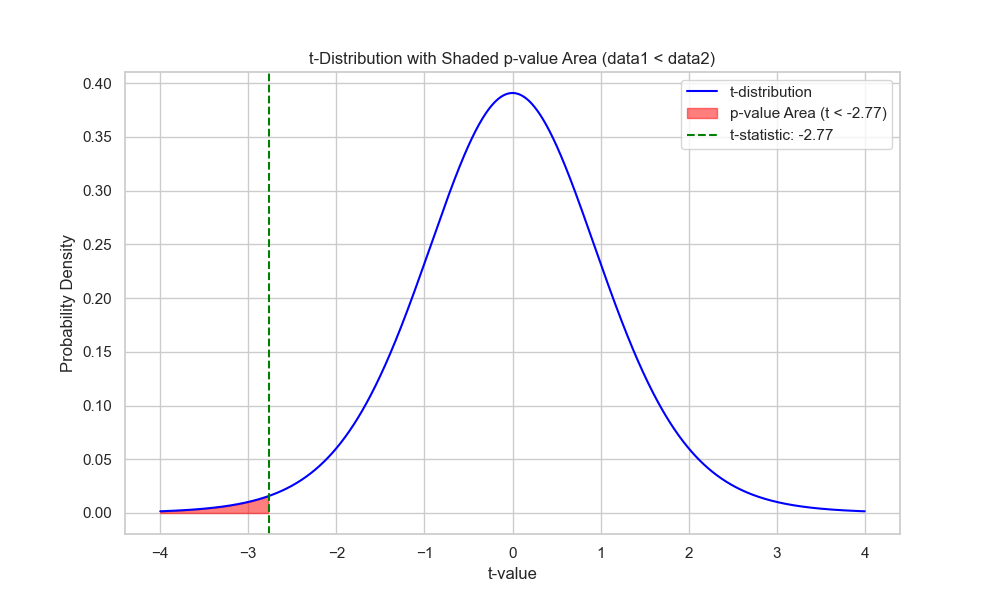 t-Distribution with Shaded p-value Area (data1 < data2)
t-distribution
p-value Area (t < -2.77)
t-statistic: -2.77
Probability Density
0.40
0.35
0.30
0.25
0.20
0.15
0.10
0.05
0.00
−4 −3 −2 −1 0 1 2 3 4
t-value